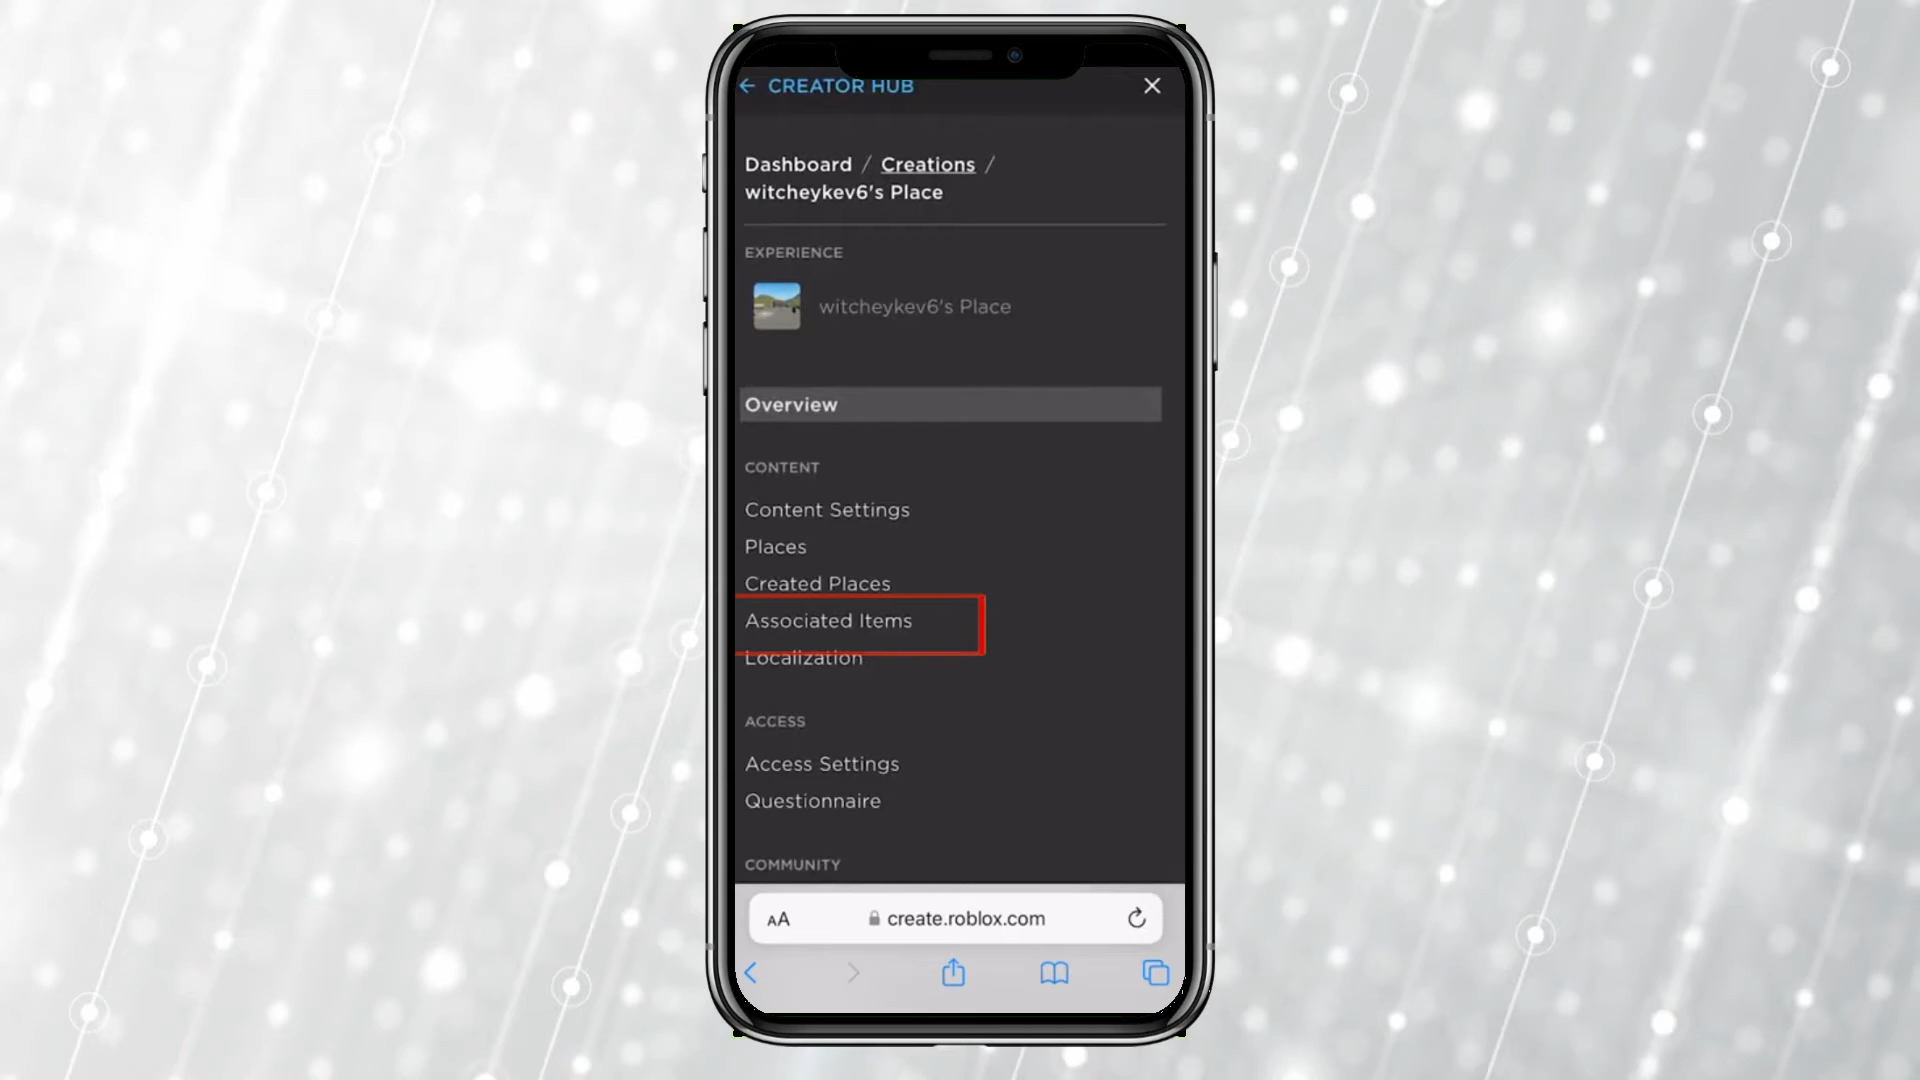 ← CREATOR HUB
Dashboard / Creations /
witcheykev6's Place
EXPERIENCE
witcheykev6's Place
Overview
CONTENT
Content Settings
Places
Created Places
Associated Items
Localization
ACCESS
Access Settings
Questionnaire
COMMUNITY
AA create.roblox.com